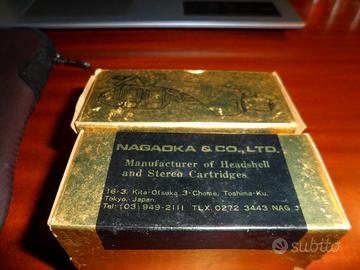 NAGAOKA & CO., LTD.
Manufacturer of Headshell
and Stereo Cartridges
16-3, Kita-Otsuka 3-Chome, Toshima-Ku,
Tokyo, Japan
Tel: (03) 949-2111 TLX. 0272 3443 NAG. J
subito